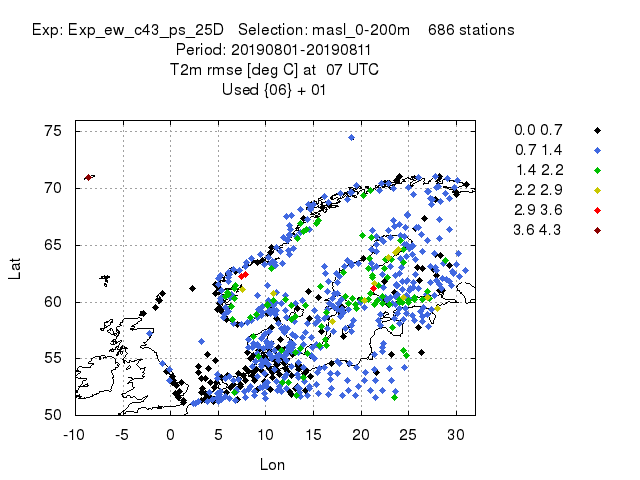 Exp: Exp_ew_c43_ps_25D Selection: masl_0-200m 686 stations
Period: 20190801-20190811
T2m rmse [deg C] at 07 UTC
Used {06} + 01
75
70
65
60
55
50
-10 -5 0 5 10 15 20 25 30
Lat
Lon
0.0 0.7
0.7 1.4
1.4 2.2
2.2 2.9
2.9 3.6
3.6 4.3